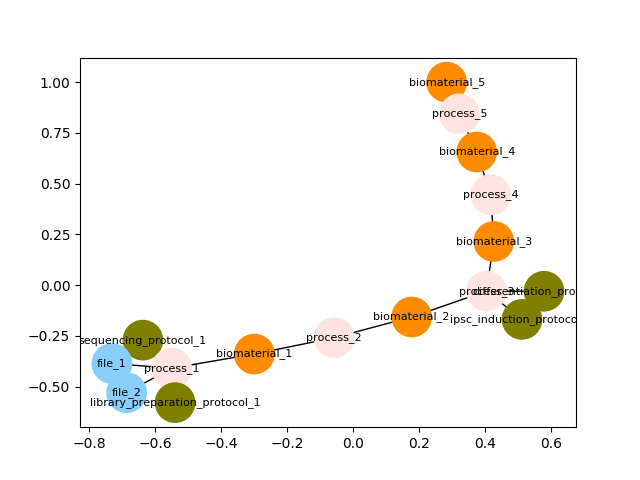 1.00
0.75
0.50
0.25
0.00
−0.25
−0.50
biomaterial_5
process_5
biomaterial_4
process_4
biomaterial_3
process_3
biomaterial_2
ipsc_induction_protoco
process_2
sequencing_protocol_1
biomaterial_1
file_1
process_1
file_2
library_preparation_protocol_1
−0.8
−0.6
−0.4
−0.2
0.0
0.2
0.4
0.6